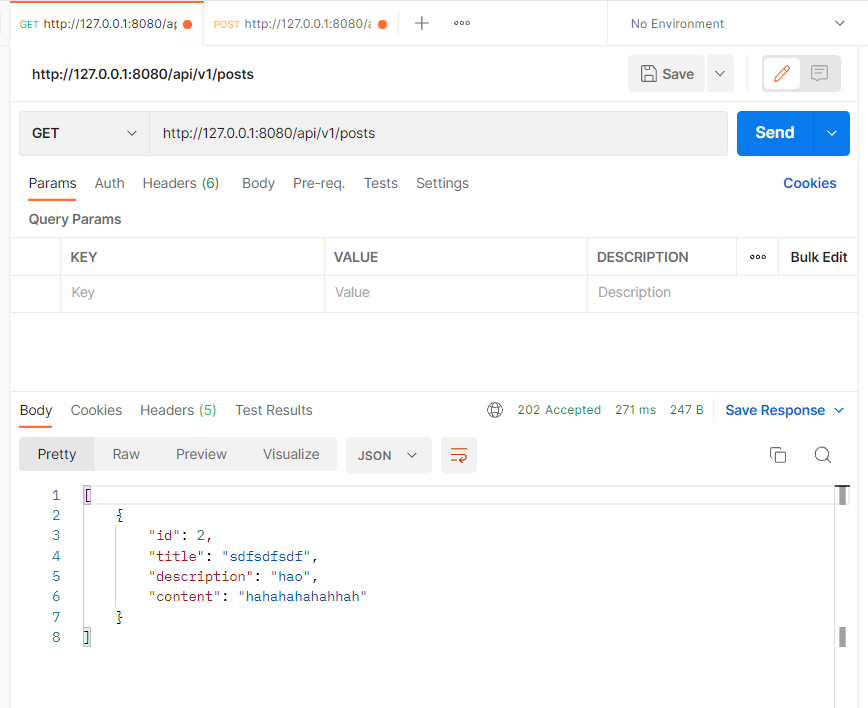 GET http://127.0.0.1:8080/ap POST http://127.0.0.1:8080/a No Environment
http://127.0.0.1:8080/api/v1/posts Save
GET http://127.0.0.1:8080/api/v1/posts Send
Params Auth Headers (6) Body Pre-req. Tests Settings Cookies
Query Params
KEY VALUE DESCRIPTION Bulk Edit
Key Value Description
Body Cookies Headers (5) Test Results 202 Accepted 271 ms 247 B Save Response
Pretty Raw Preview Visualize JSON
1 [
2 {
3 "id": 2,
4 "title": "sdfsdfsdf",
5 "description": "hao",
6 "content": "hahahahahahhah"
7 }
8 ]